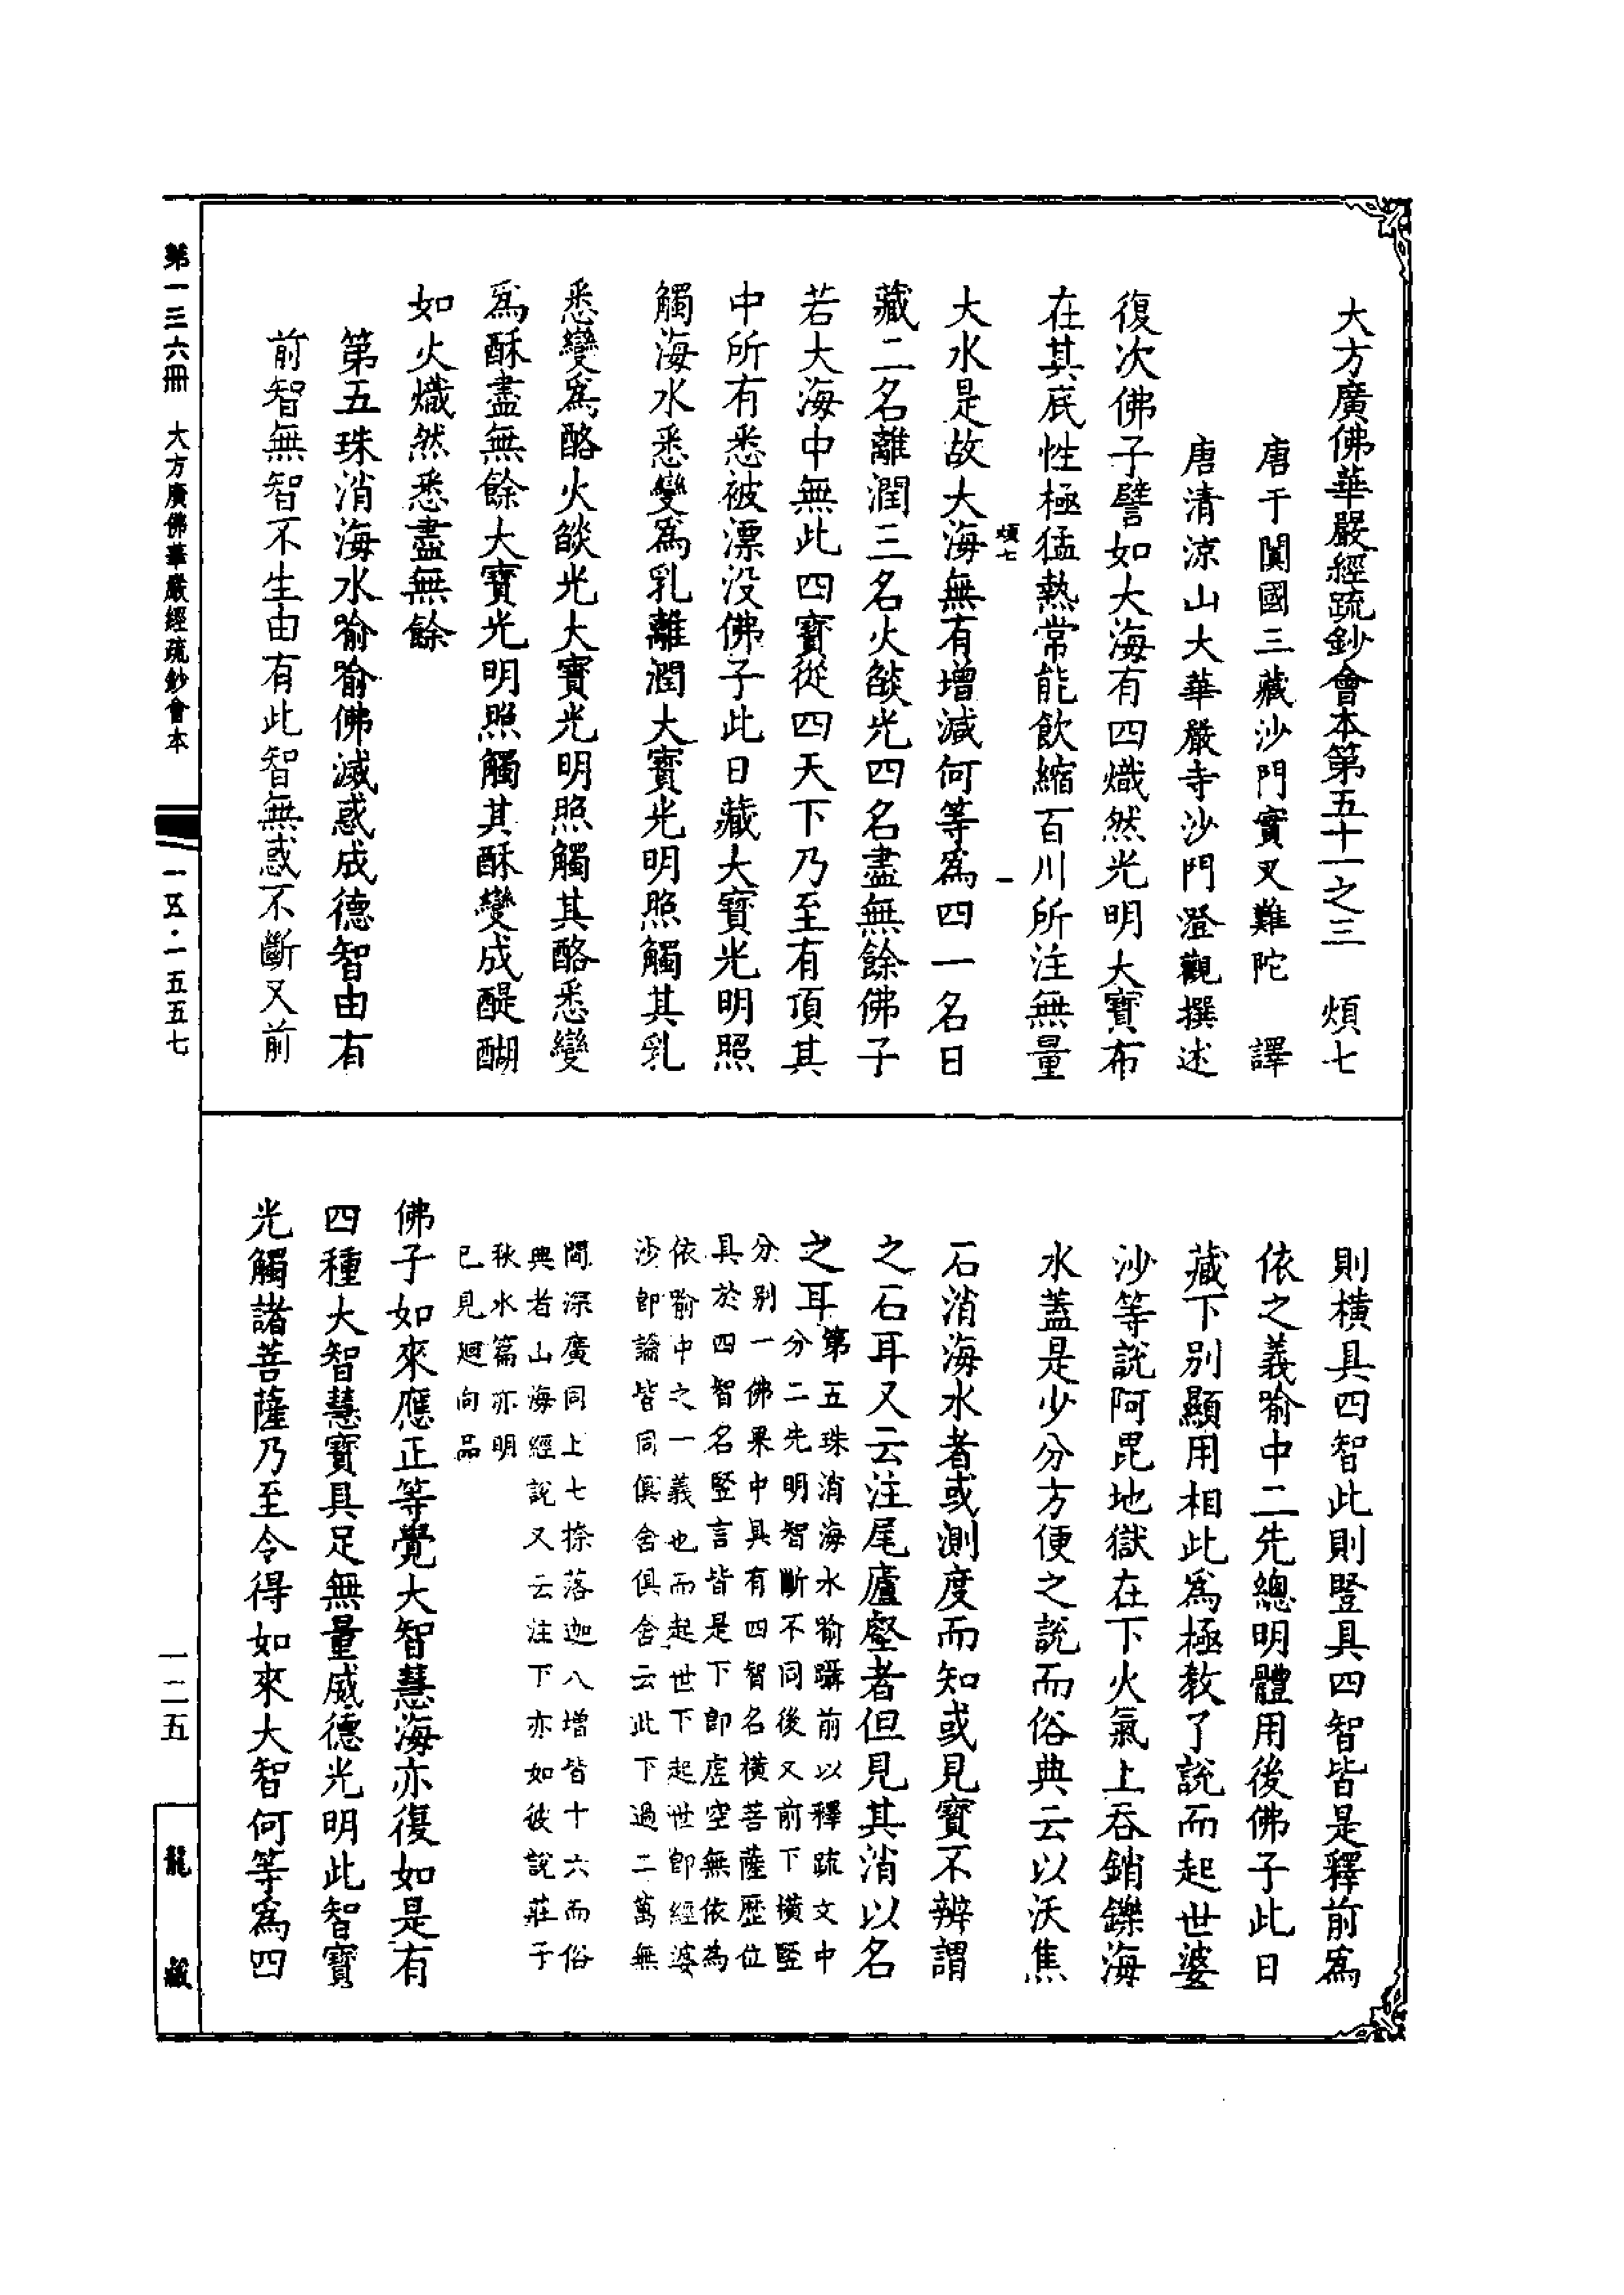 大方廣佛華嚴經疏鈔會本第五十一之三　煩七
唐于闐國三藏沙門實叉難陀　譯
唐清涼山大華嚴寺沙門澄觀撰述
復次佛子譬如大海有四熾然光明大寶布
在其底性極猛熱常能飲縮百川所注無量
煩七　一
大水是故大海無有增減何等為四一名日
藏二名離潤三名火燄光四名盡無餘佛子
若大海中無此四寶從四天下乃至有頂其
中所有悉被漂没佛子此日藏大寶光明照
觸海水悉變為乳離潤大寶光明照觸其乳
悉變為酪火燄光大寶光明照觸其酪悉變
為酥盡無餘大寶光明照觸其酥變成醍醐
如火熾然悉盡無餘
第五珠消海水喻喻佛滅惑成德智由有
前智無智不生由有此智無惑不斷又前
則橫具四智此則豎具四智皆是釋前為
依之義喻中二先總明體用後佛子此日
藏下別顯用相此為極教了說而起世婆
沙等說阿毘地獄在下火氣上吞銷鑠海
水蓋是少分方便之說而俗典云以沃焦
石消海海水者或測度而知或見寶不辨謂
之石耳又云注尾廬壑者但見其消以名
之耳
第五珠消海水喻躡前以釋疏文中
分二先明智斷不同後又前下橫豎
分別一佛果中具有四智名橫菩薩歷位
具於四智名豎言皆是下即虛空無依為
依喻中之一義也而起世下起世即經婆
沙即論皆同俱舍俱舍云此下過二萬無
間深廣同上七捺落迦八增皆十六而俗
典者山海經說又云注下亦如彼說莊子
秋水篇亦明
已見迴向品
佛子如來應正等覺大智慧海亦復如是有
四種大智慧寶具足無量威德光明此智寶
光觸諸菩薩乃至令得如來大智何等為四
第一三六冊　大方廣佛華嚴經疏鈔會本
一五·一五五七
一二五
龍藏